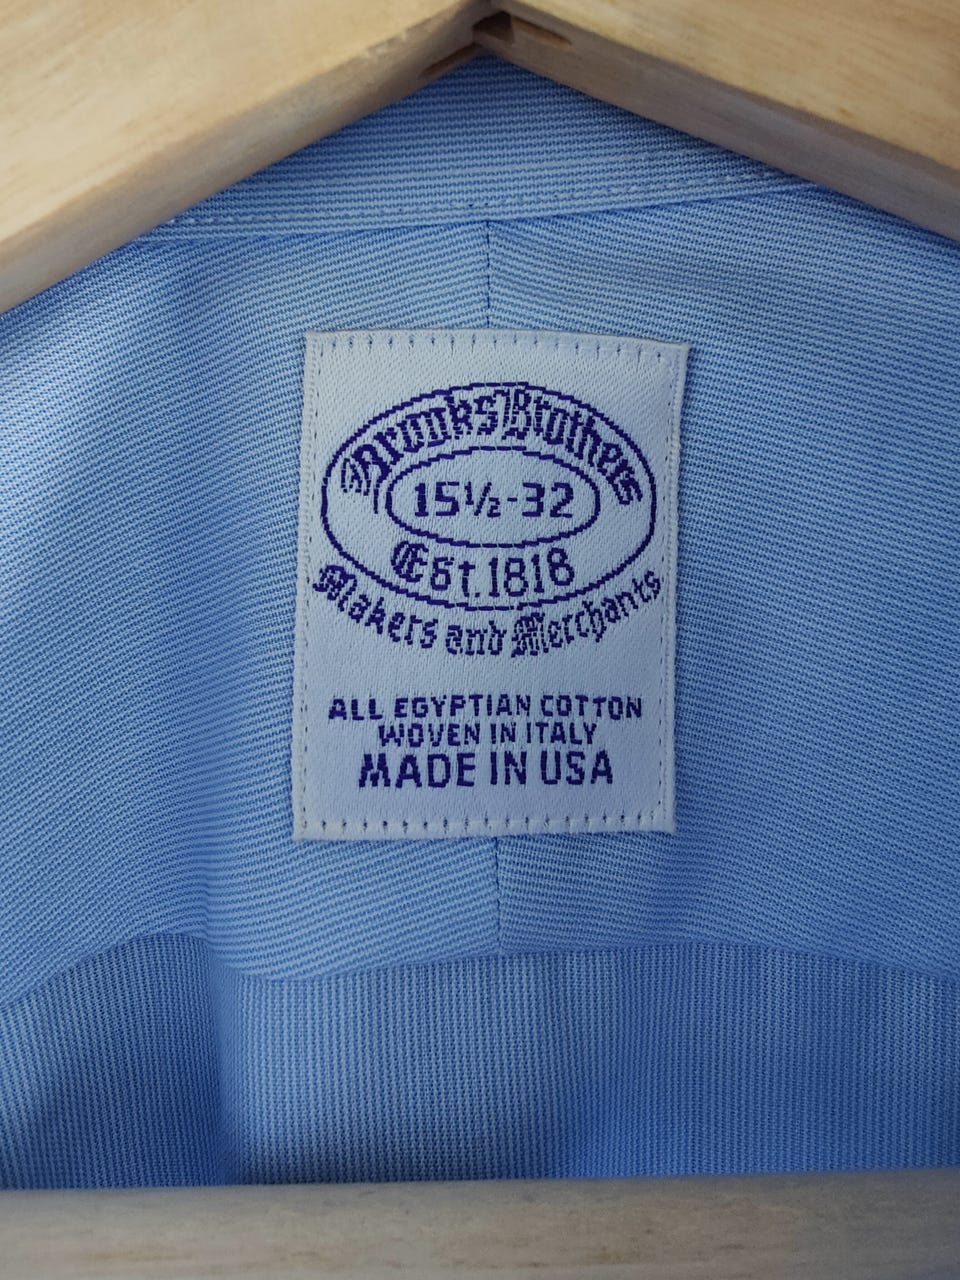 Brooks Brothers
15½-32
Est. 1818
Makers and Merchants
ALL EGYPTIAN COTTON
WOVEN IN ITALY
MADE IN USA